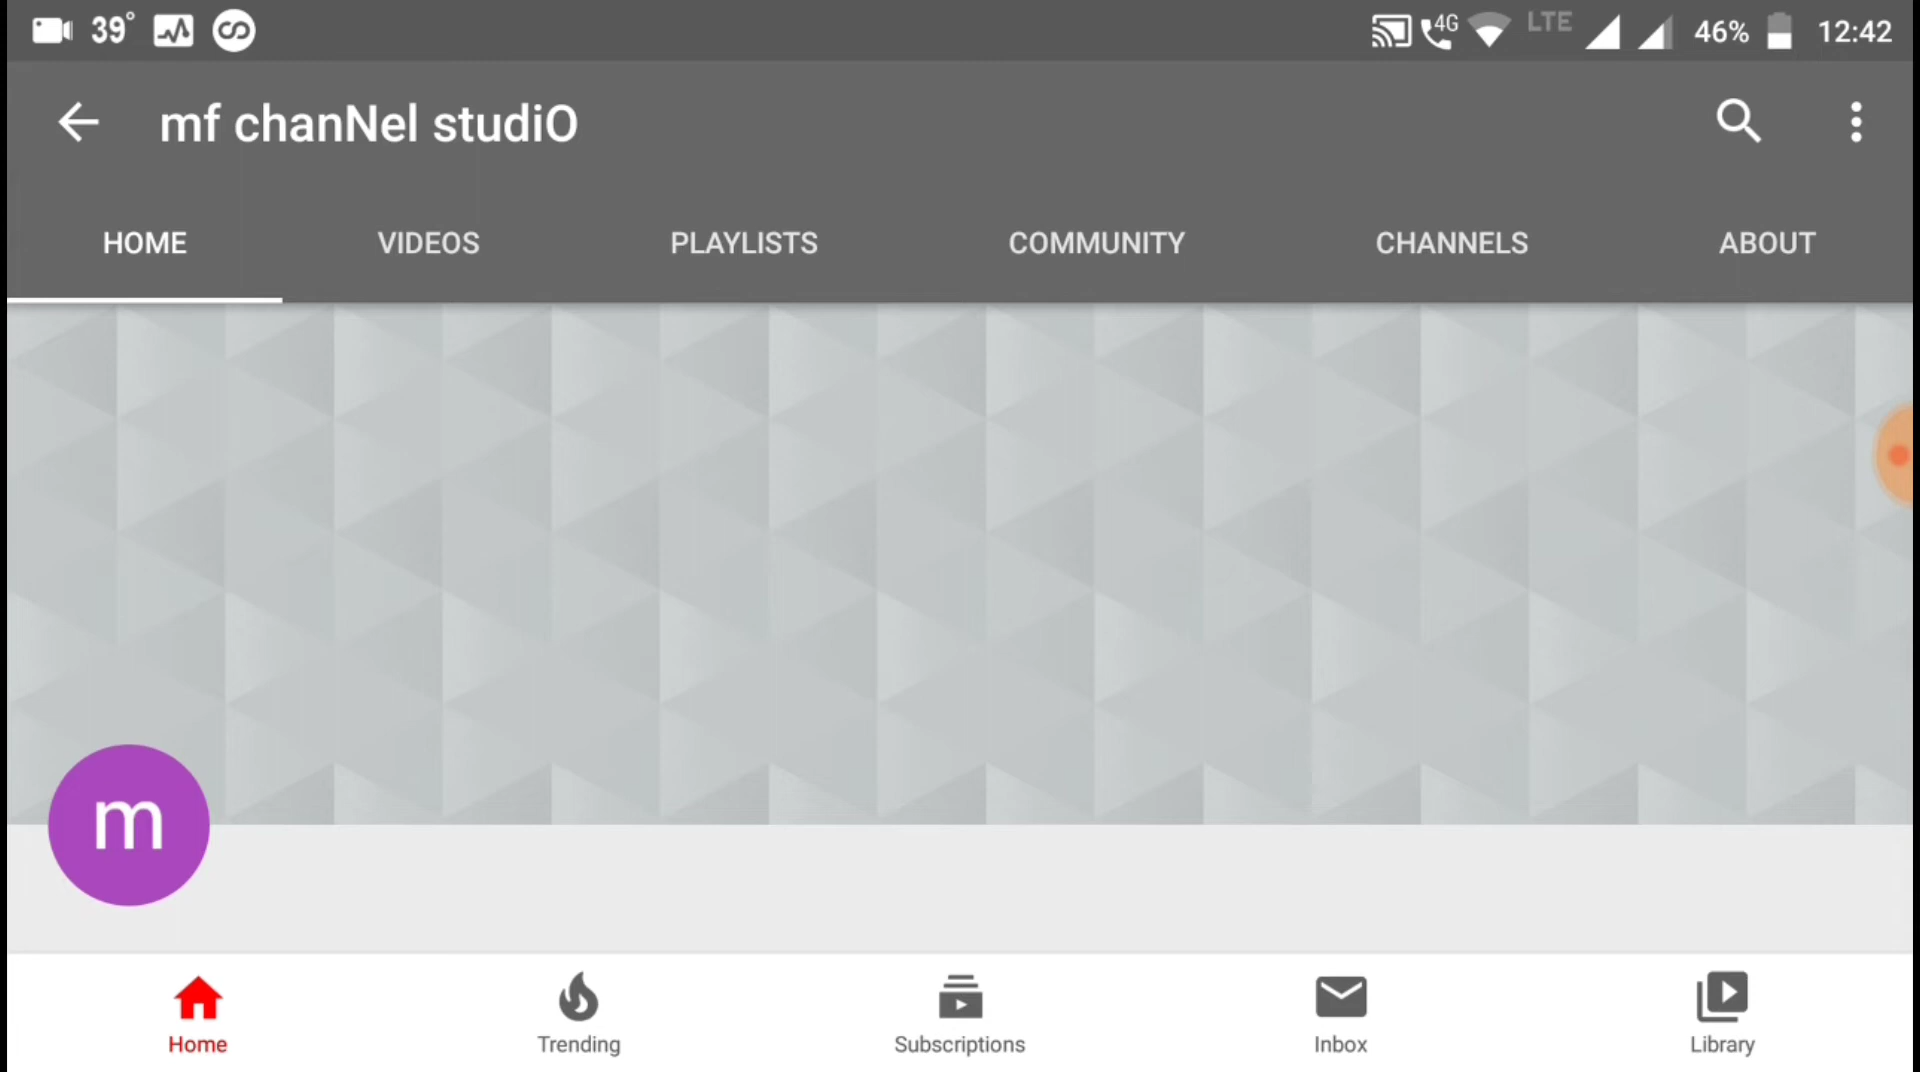 39° 4G LTE 46% 12:42
mf chanNel studiO
HOME VIDEOS PLAYLISTS COMMUNITY CHANNELS ABOUT
m
Home Trending Subscriptions Inbox Library